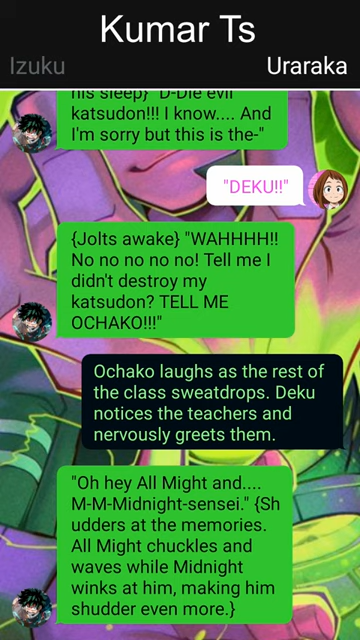 Kumar Ts
Izuku
Uraraka
his sleep} "D-Die evil
katsudon!!! I know.... And
I'm sorry but this is the-"
"DEKU!!"
{Jolts awake} "WAHHHH!!
No no no no no! Tell me I
didn't destroy my
katsudon? TELL ME
OCHAKO!!!"
Ochako laughs as the rest of
the class sweatdrops. Deku
notices the teachers and
nervously greets them.
"Oh hey All Might and....
M-M-Midnight-sensei." {Sh
udders at the memories.
All Might chuckles and
waves while Midnight
winks at him, making him
shudder even more.}